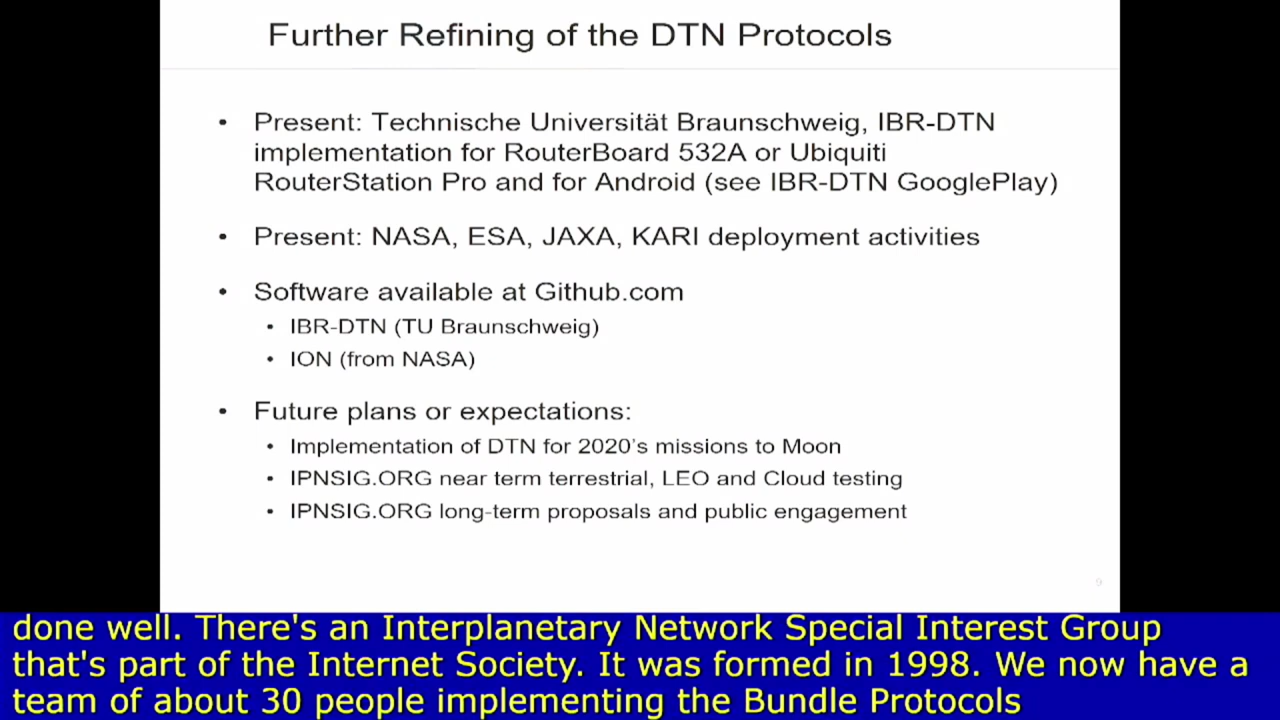 Further Refining of the DTN Protocols
• Present: Technische Universität Braunschweig, IBR-DTN
implementation for RouterBoard 532A or Ubiquiti
RouterStation Pro and for Android (see IBR-DTN GooglePlay)
• Present: NASA, ESA, JAXA, KARI deployment activities
• Software available at Github.com
• IBR-DTN (TU Braunschweig)
• ION (from NASA)
• Future plans or expectations:
• Implementation of DTN for 2020's missions to Moon
• IPNSIG.ORG near term terrestrial, LEO and Cloud testing
• IPNSIG.ORG long-term proposals and public engagement
9
done well. There's an Interplanetary Network Special Interest Group
that's part of the Internet Society. It was formed in 1998. We now have a
team of about 30 people implementing the Bundle Protocols